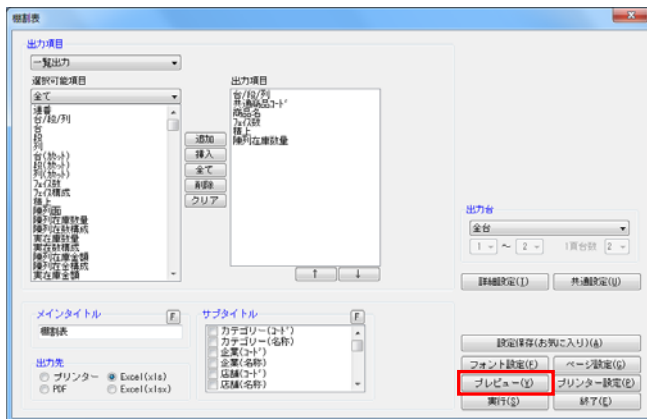 棚割表
出力項目
一覧出力
選択可能項目
全て
連番
台/段/列
台
段
列
台(ｶｾｯﾄ)
段(ｶｾｯﾄ)
列(ｶｾｯﾄ)
ﾌｪｲｽ数
ﾌｪｲｽ構成
積上
陳列面
陳列在庫数量
陳列在数構成
実在庫数量
実在数構成
陳列在庫金額
陳列在金構成
実在庫金額
追加
挿入
全て
削除
クリア
出力項目
台/段/列
共通商品ｺｰﾄﾞ
商品名
ﾌｪｲｽ数
積上
陳列在庫数量
↑ ↓
出力台
全台
1 ～ 2 1頁台数 2
詳細設定(I) 共通設定(U)
メインタイトル F
棚割表
サブタイトル F
カテゴリー(ｺｰﾄﾞ)
カテゴリー(名称)
企業(ｺｰﾄﾞ)
企業(名称)
店舗(ｺｰﾄﾞ)
店舗(名称)
出力先
プリンター Excel(xls)
PDF Excel(xlsx)
設定保存(お気に入り)(A)
フォント設定(F) ページ設定(G)
プレビュー(V) プリンター設定(P)
実行(S) 終了(E)